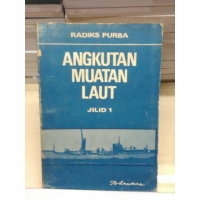 RADIKS PURBA
ANGKUTAN
MUATAN
LAUT
JILID 1